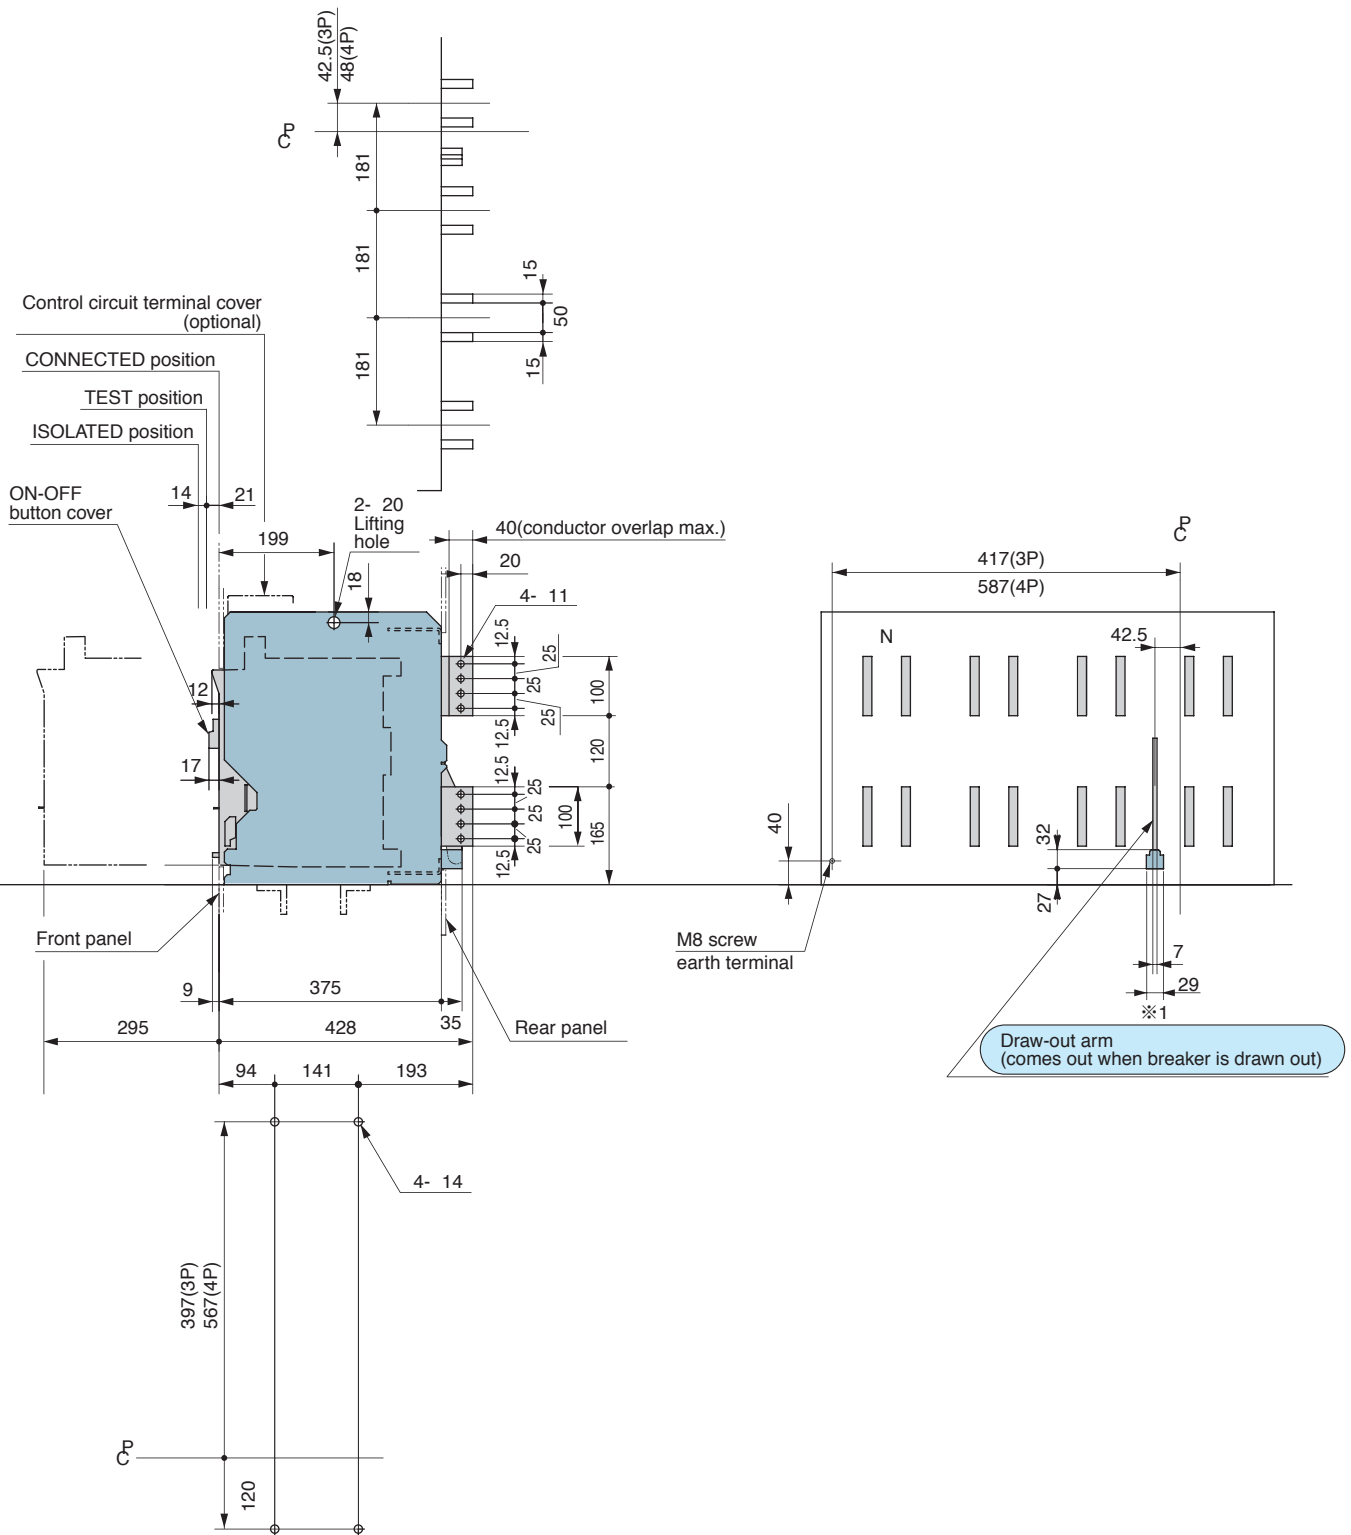 42.5(3P)
48(4P)
C P
181
181
181
15
50
15
Control circuit terminal cover
(optional)
CONNECTED position
TEST position
ISOLATED position
ON-OFF
button cover
14
21
199
2- 20
Lifting
hole
18
40(conductor overlap max.)
20
4- 11
12.5
25
25
25
12.5
100
120
12.5
25
25
25
12.5
100
165
12
17
Front panel
9
375
35
295
428
Rear panel
94
141
193
4- 14
397(3P)
567(4P)
C P
120
C P
417(3P)
587(4P)
N
42.5
40
32
27
M8 screw
earth terminal
7
29
※1
Draw-out arm
(comes out when breaker is drawn out)